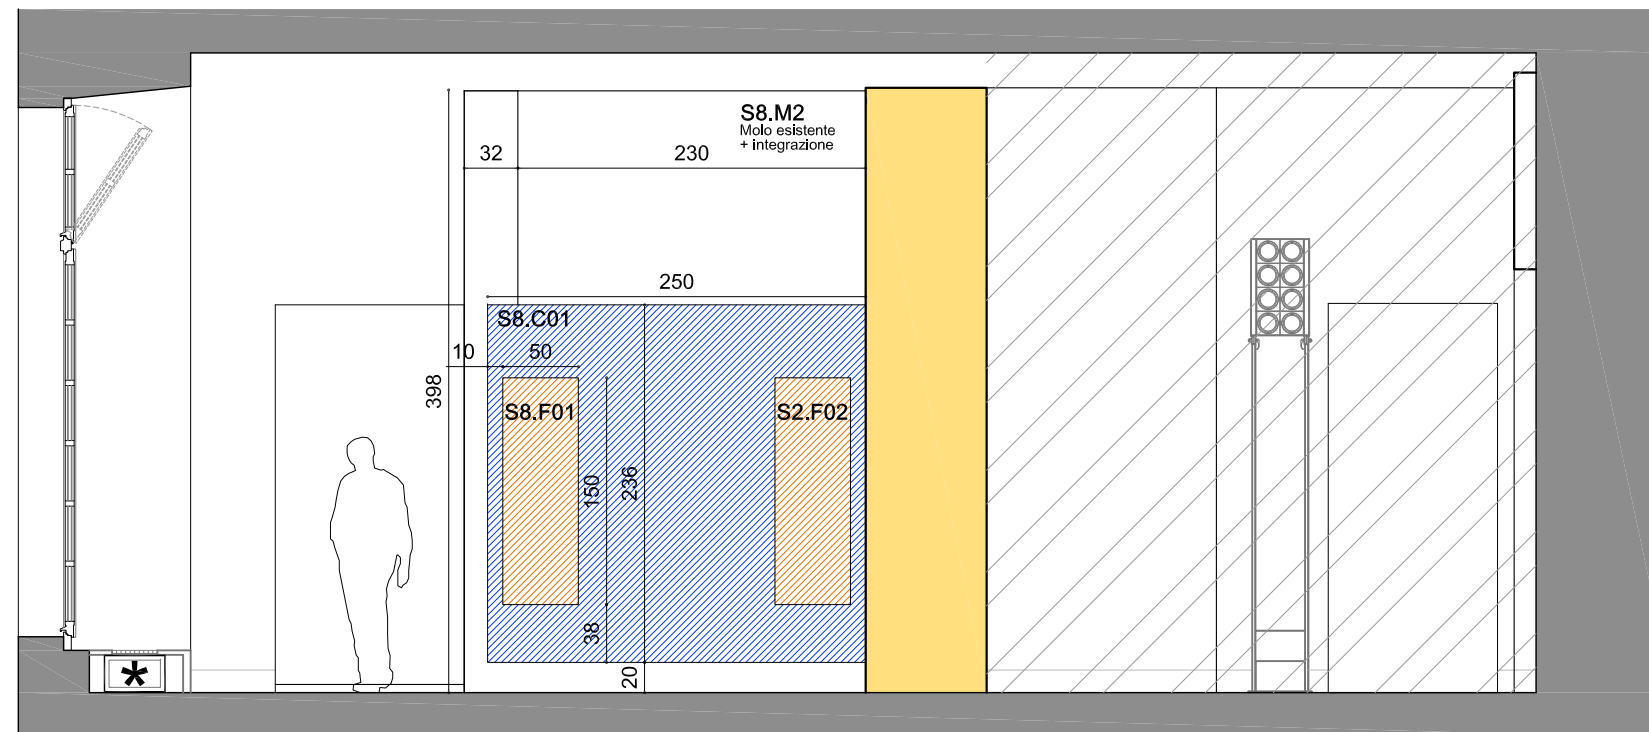 S8.M2
Molo esistente
+ integrazione
32
230
250
S8.C01
10
50
398
S8.F01
S2.F02
150
236
38
20
*